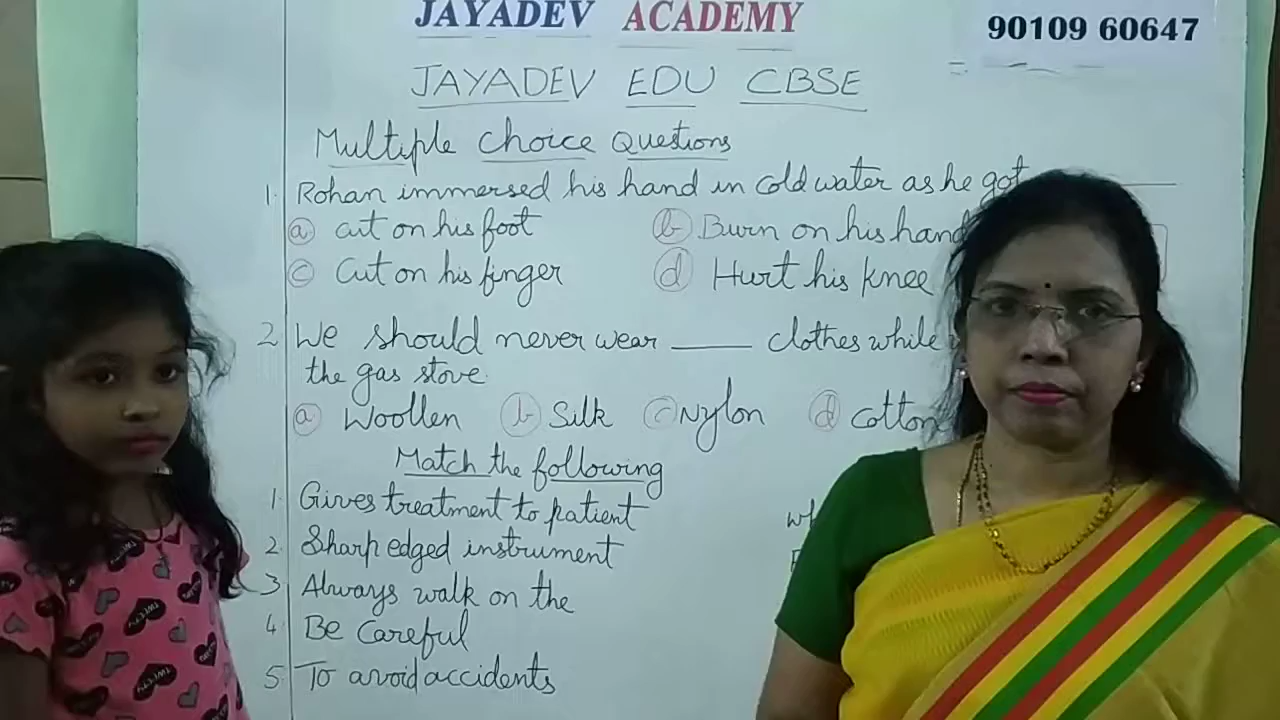 JAYADEV ACADEMY
90109 60647
JAYADEV EDU CBSE
Multiple Choice Questions
1. Rohan immersed his hand in cold water as he got ____
a cut on his foot b Burn on his hand
c Cut on his finger d Hurt his knee
2. We should never wear ____ clothes while
the gas stove.
a Woollen b Silk c Nylon d Cotton
Match the following
1. Gives treatment to patient
2. Sharp edged instrument
3. Always walk on the
4. Be careful
5. To avoid accidents